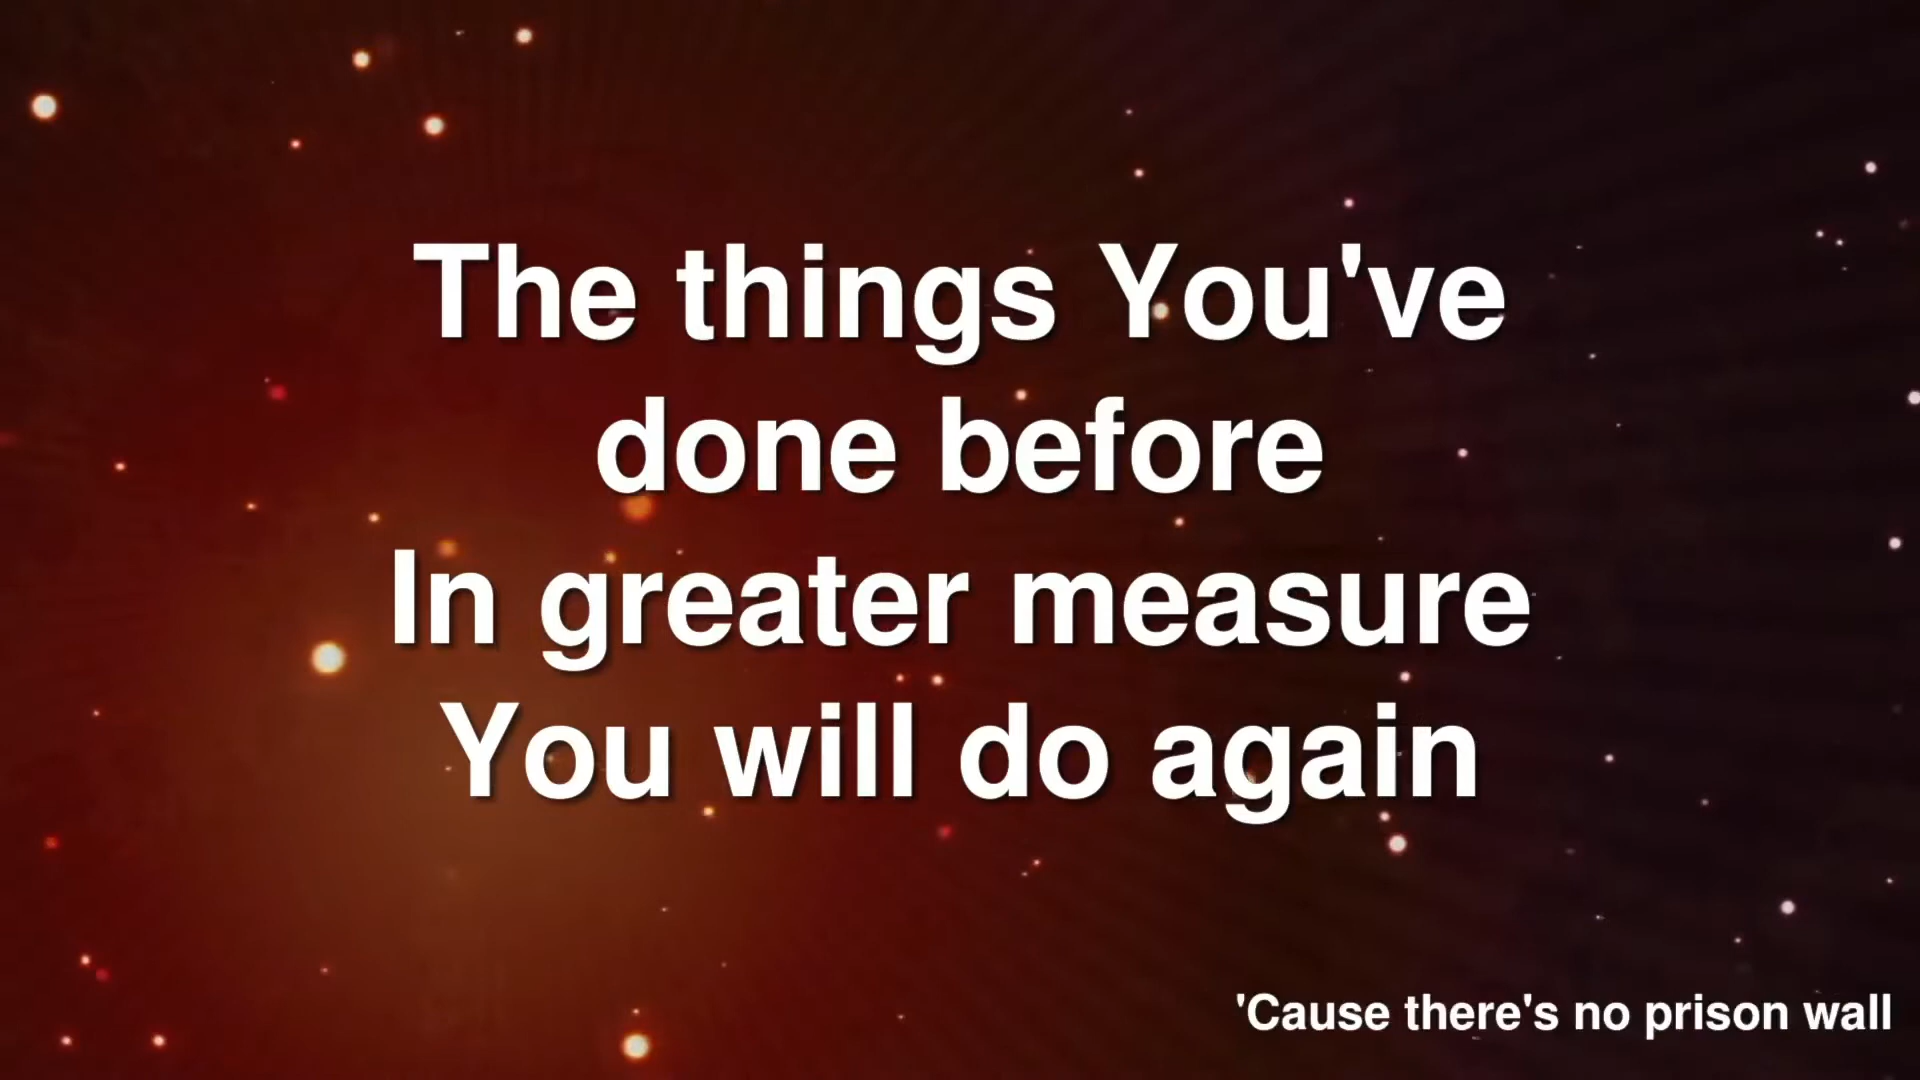 The things You've
done before
In greater measure
You will do again
'Cause there's no prison wall